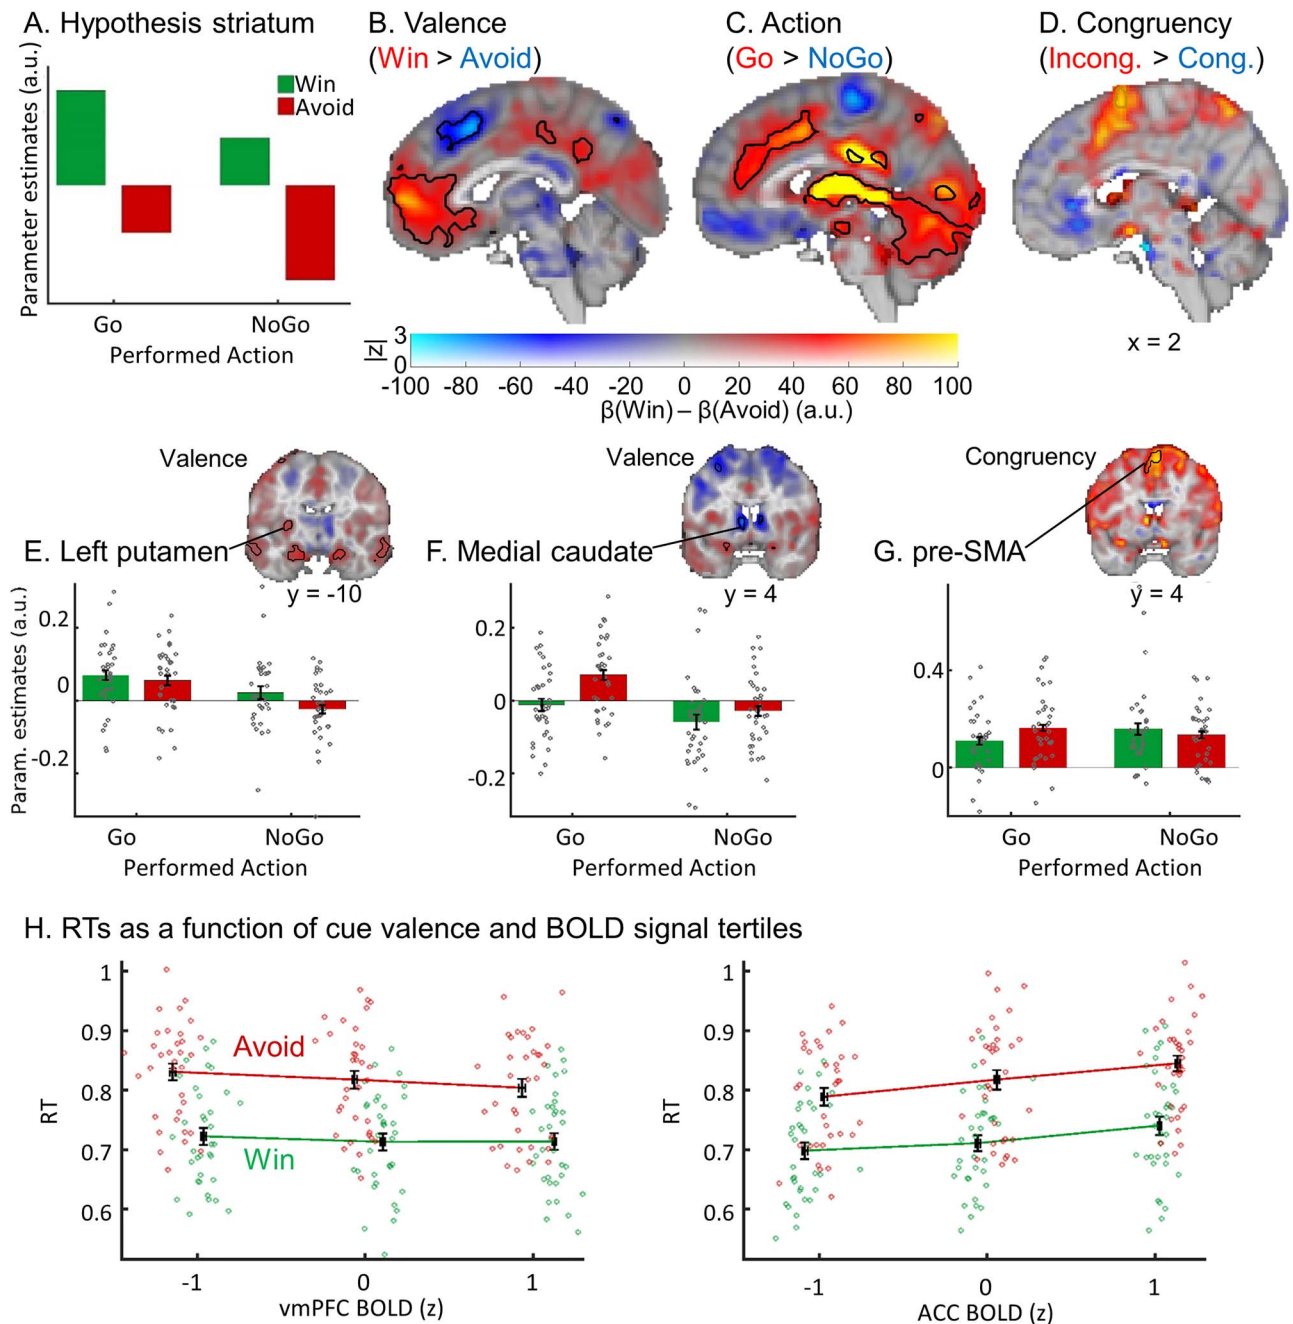 A. Hypothesis striatum
Parameter estimates (a.u.)
Win
Avoid
Go
NoGo
Performed Action
B. Valence
(Win > Avoid)
C. Action
(Go > NoGo)
D. Congruency
(Incong. > Cong.)
x = 2
|z|
3
0
-100 -80 -60 -40 -20 0 20 40 60 80 100
β(Win) – β(Avoid) (a.u.)
Valence
E. Left putamen
y = -10
Param. estimates (a.u.)
0.2
0
-0.2
Go
NoGo
Performed Action
Valence
F. Medial caudate
y = 4
0.2
0
-0.2
Go
NoGo
Performed Action
Congruency
G. pre-SMA
y = 4
0.4
0
Go
NoGo
Performed Action
H. RTs as a function of cue valence and BOLD signal tertiles
RT
1
0.9
0.8
0.7
0.6
Avoid
Win
-1 0 1
vmPFC BOLD (z)
RT
1
0.9
0.8
0.7
0.6
-1 0 1
ACC BOLD (z)